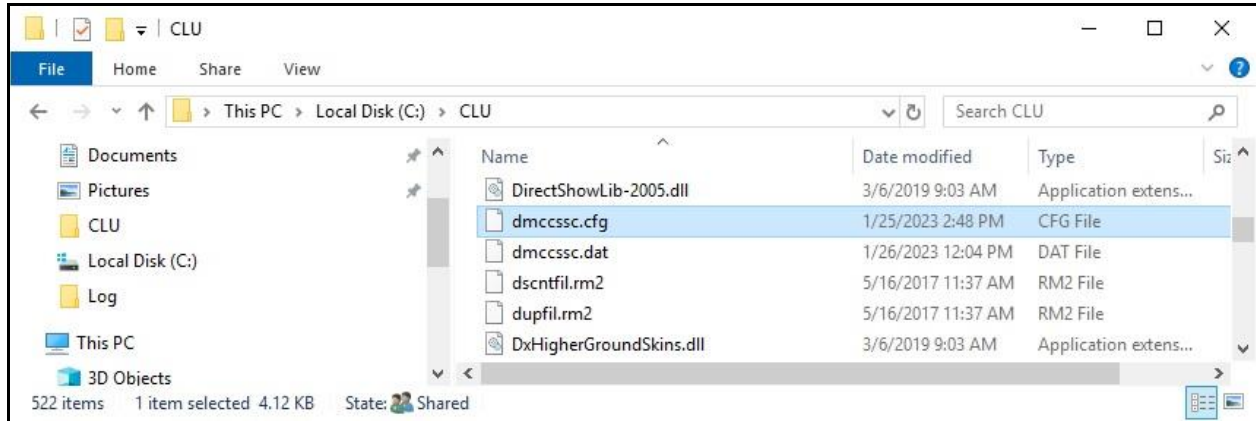 CLU
File Home Share View
This PC > Local Disk (C:) > CLU
Search CLU
Documents
Pictures
CLU
Local Disk (C:)
Log
This PC
3D Objects
Name Date modified Type Siz
DirectShowLib-2005.dll 3/6/2019 9:03 AM Application extens...
dmccssc.cfg 1/25/2023 2:48 PM CFG File
dmccssc.dat 1/26/2023 12:04 PM DAT File
dscntfil.rm2 5/16/2017 11:37 AM RM2 File
dupfil.rm2 5/16/2017 11:37 AM RM2 File
DxHigherGroundSkins.dll 3/6/2019 9:03 AM Application extens...
522 items 1 item selected 4.12 KB State: Shared